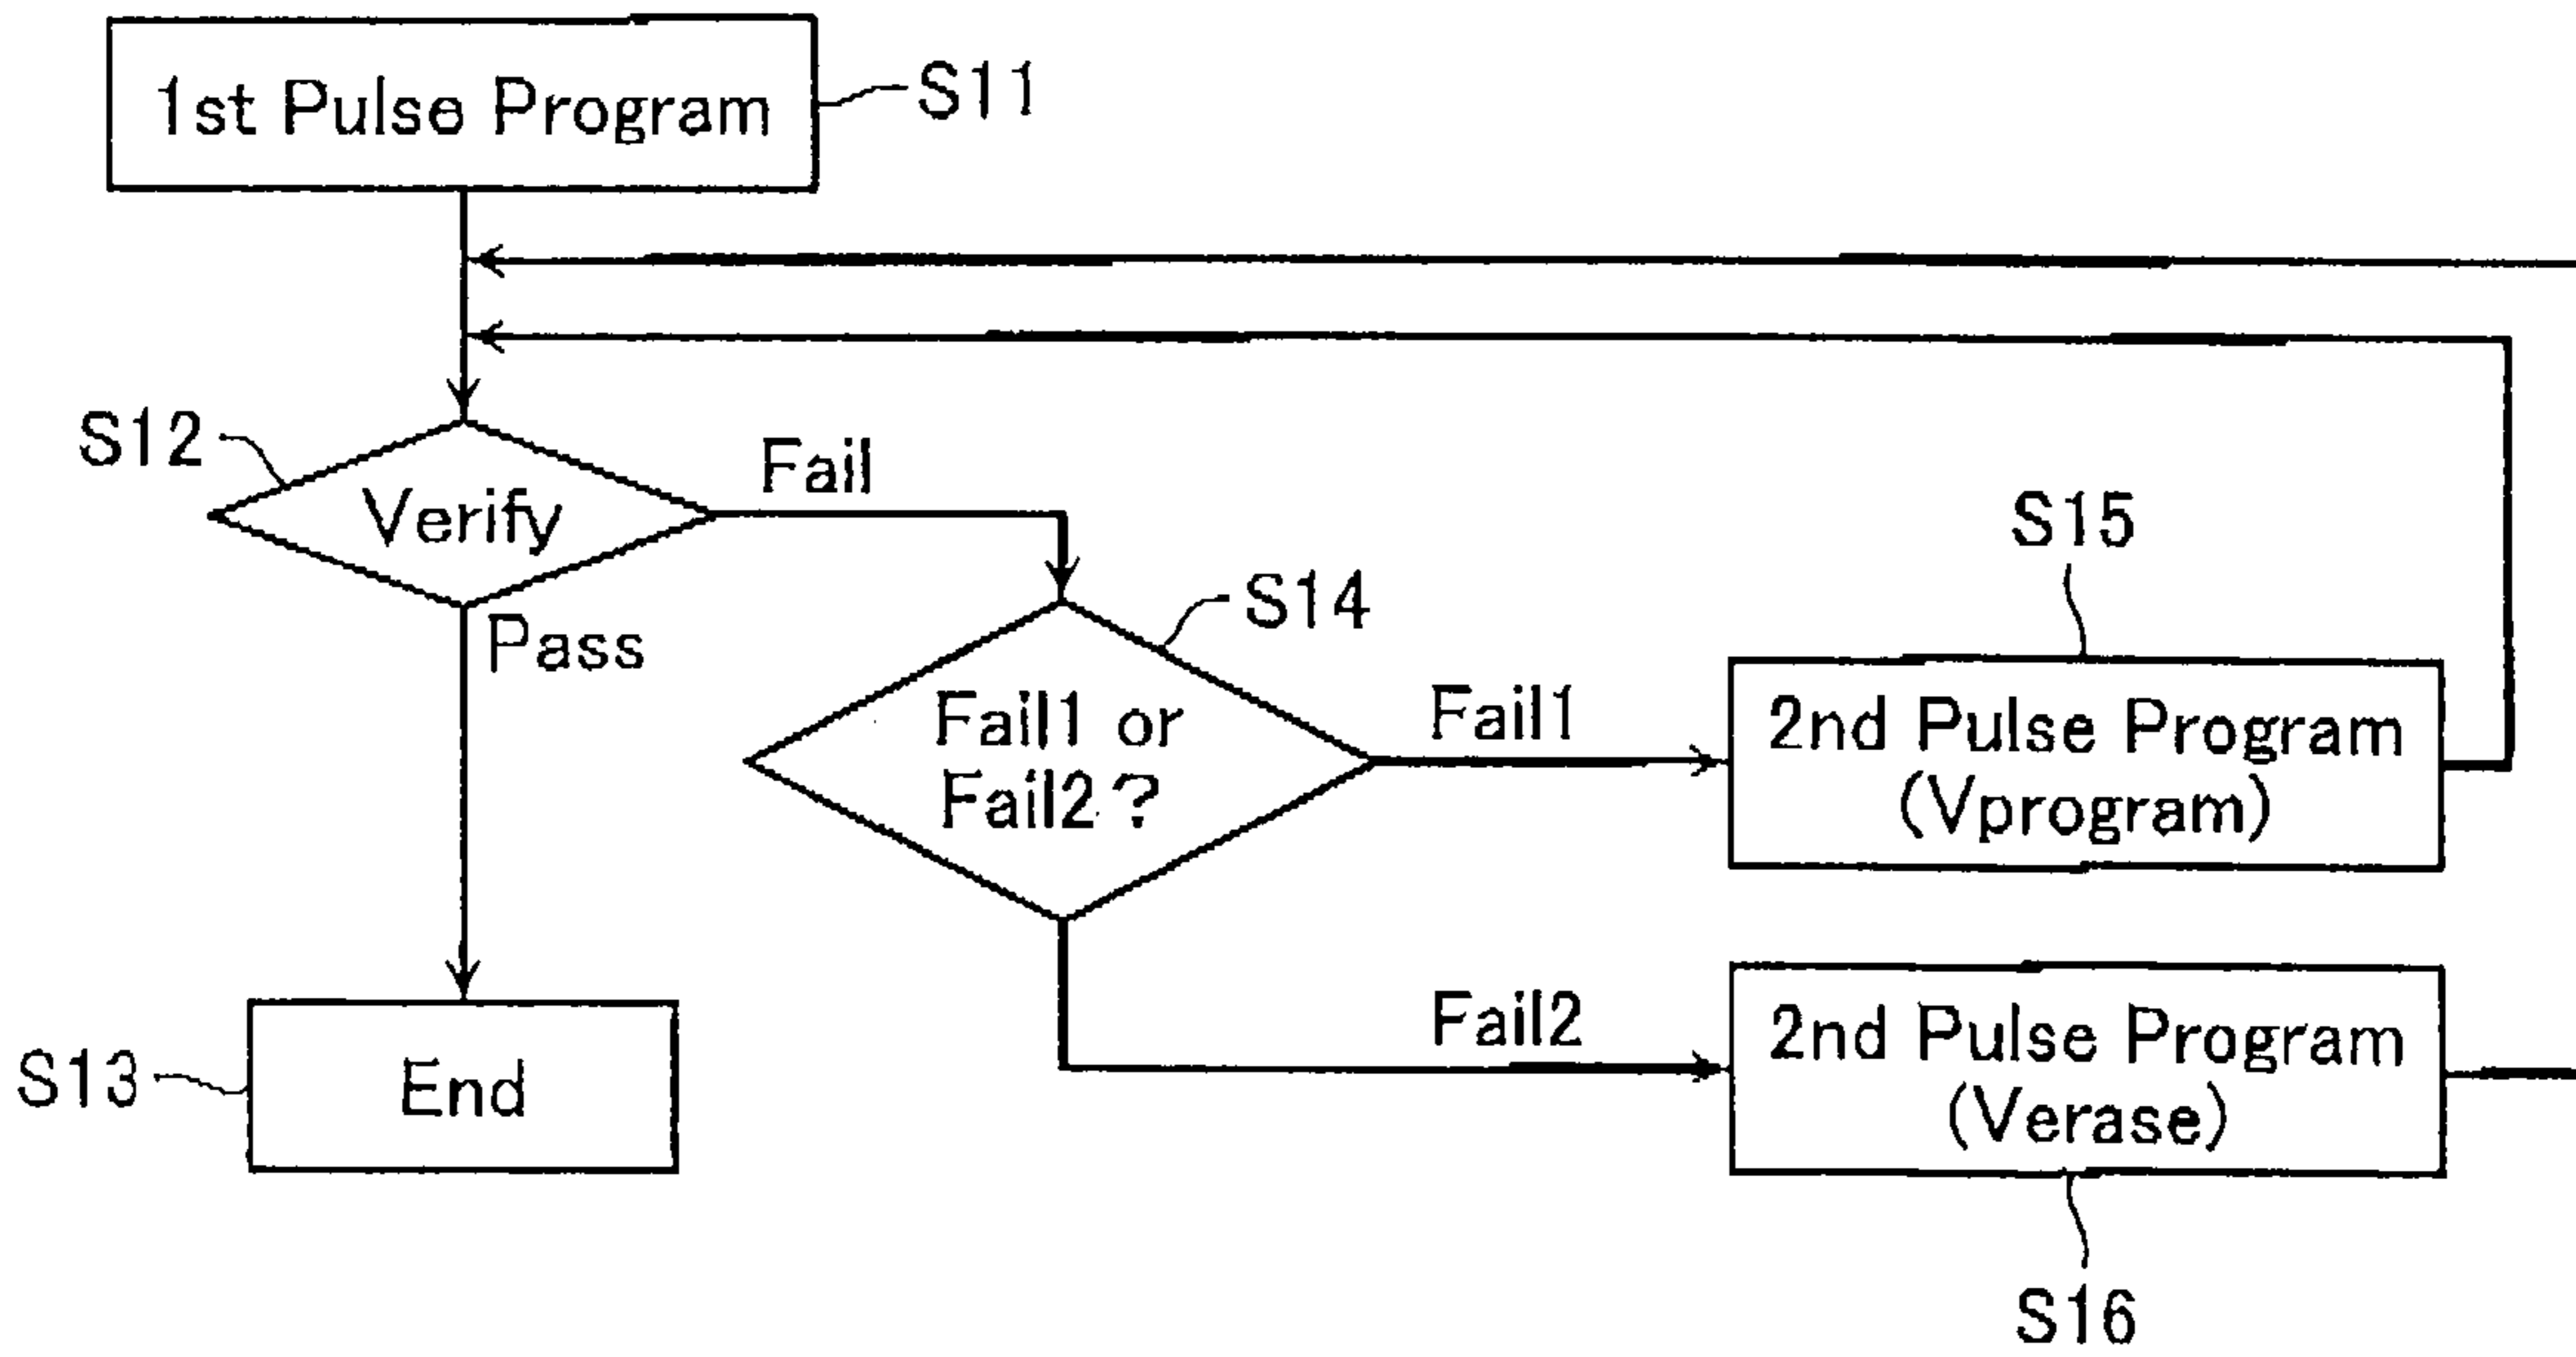 1st Pulse Program
S11
S12
Verify
Fail
Pass
S13
End
S14
Fail1 or
Fail2?
Fail1
S15
2nd Pulse Program
(Vprogram)
Fail2
2nd Pulse Program
(Verase)
S16